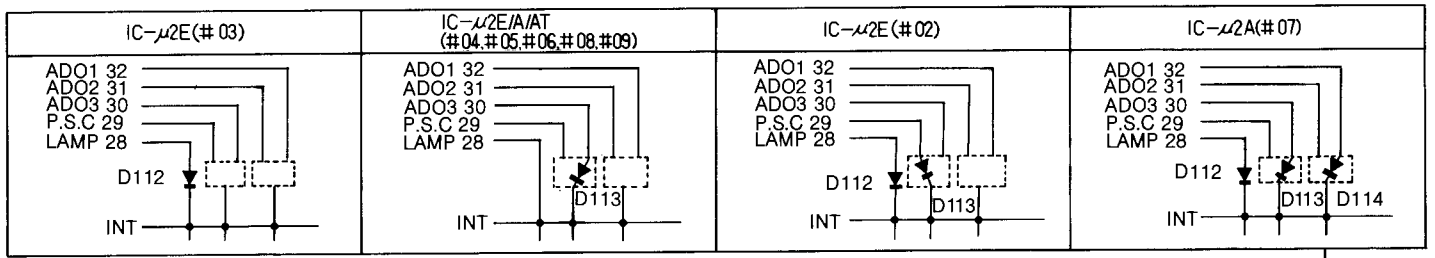 IC-μ2E(#03)
ADO1 32
ADO2 31
ADO3 30
P.S.C 29
LAMP 28
D112
INT
IC-μ2E/A/AT
(#04.#05,#06,#08,#09)
ADO1 32
ADO2 31
ADO3 30
P.S.C 29
LAMP 28
D113
INT
IC-μ2E(#02)
ADO1 32
ADO2 31
ADO3 30
P.S.C 29
LAMP 28
D112
D113
INT
IC-μ2A(#07)
ADO1 32
ADO2 31
ADO3 30
P.S.C 29
LAMP 28
D112
D113 D114
INT